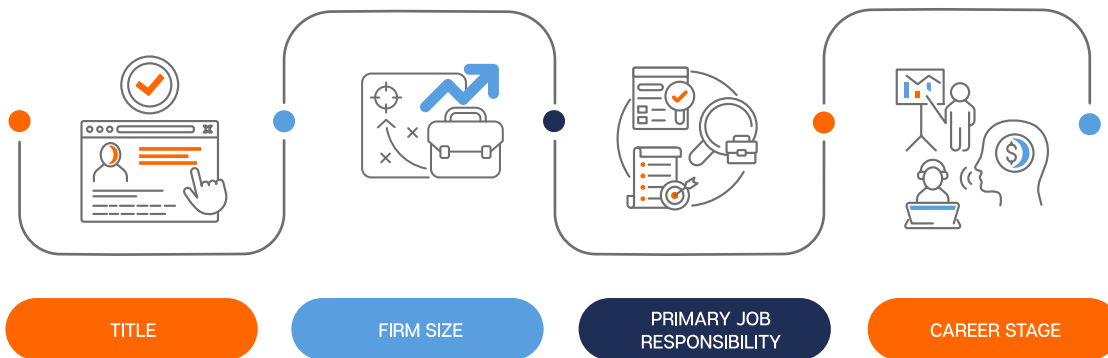 TITLE
FIRM SIZE
PRIMARY JOB
RESPONSIBILITY
CAREER STAGE